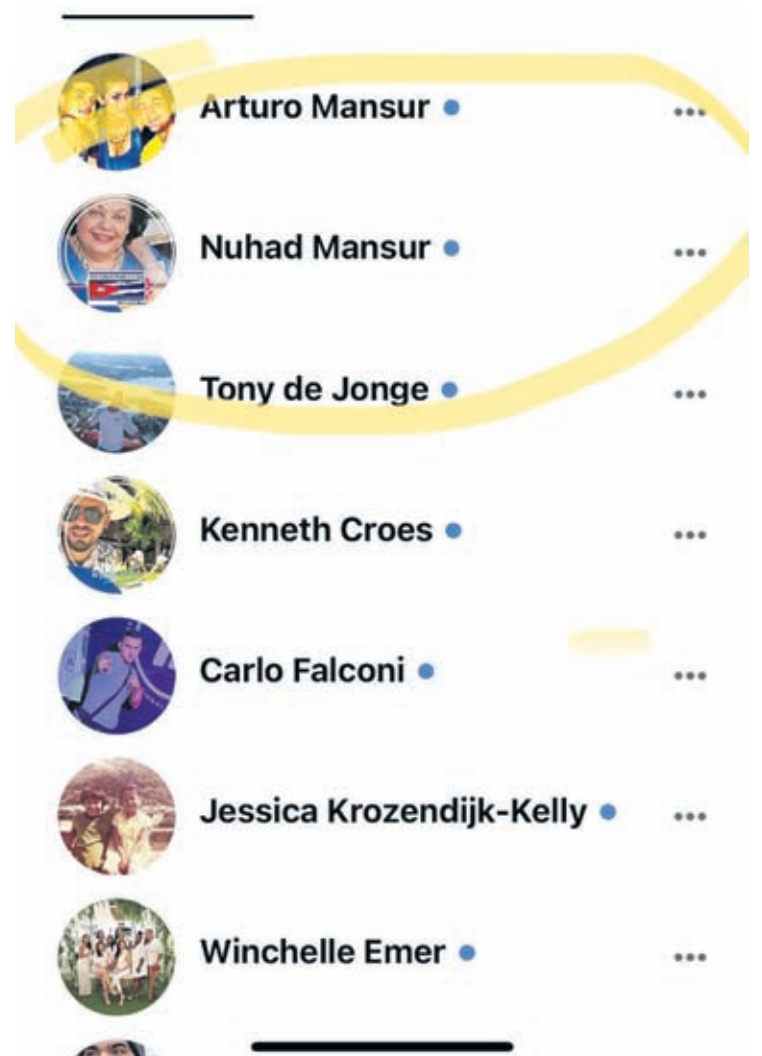 Arturo Mansur
Nuhad Mansur
Tony de Jonge
Kenneth Croes
Carlo Falconi
Jessica Krozendijk-Kelly
Winchelle Emer